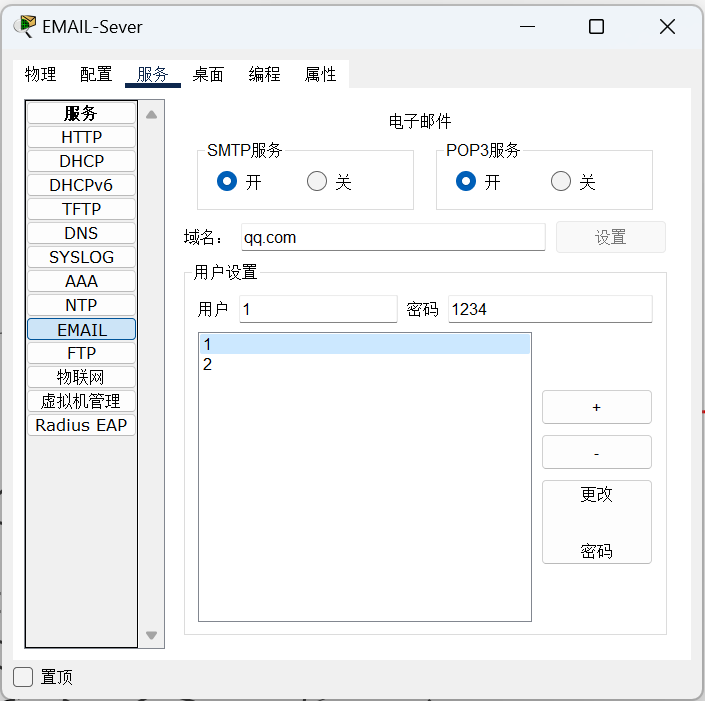 EMAIL-Sever
物理 配置 服务 桌面 编程 属性
服务
HTTP
DHCP
DHCPv6
TFTP
DNS
SYSLOG
AAA
NTP
EMAIL
FTP
物联网
虚拟机管理
Radius EAP
电子邮件
SMTP服务
开 关
POP3服务
开 关
域名： qq.com 设置
用户设置
用户 1 密码 1234
1
2
+
-
更改
密码
置顶